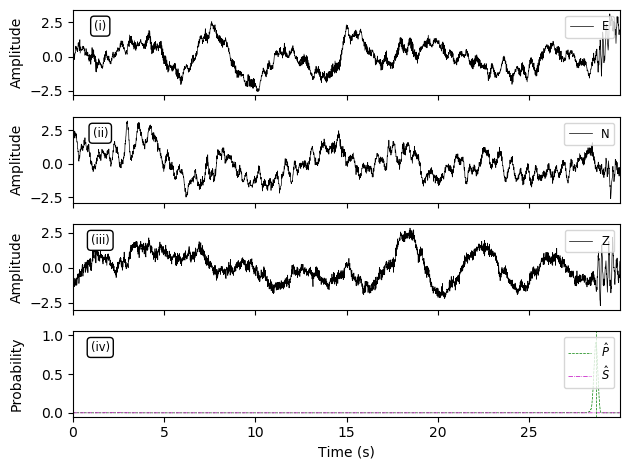 Amplitude
2.5
0.0
−2.5
(i)
E
Amplitude
2.5
0.0
−2.5
(ii)
N
Amplitude
2.5
0.0
−2.5
(iii)
Z
Probability
1.0
0.5
0.0
(iv)
P̂
Ŝ
0 5 10 15 20 25
Time (s)